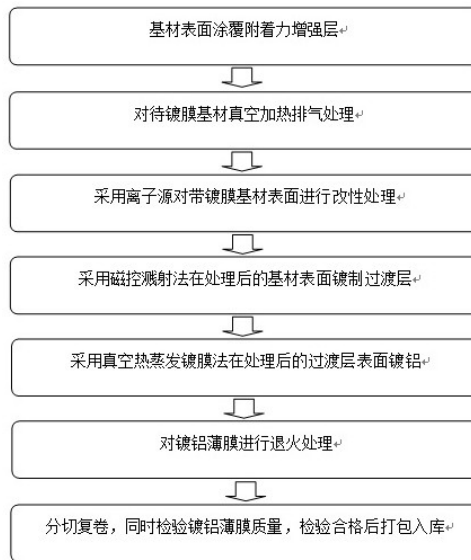 基材表面涂覆附着力增强层↵
对待镀膜基材真空加热排气处理↵
采用离子源对带镀膜基材表面进行改性处理↵
采用磁控溅射法在处理后的基材表面镀制过渡层↵
采用真空热蒸发镀膜法在处理后的过渡层表面镀铝↵
对镀铝薄膜进行退火处理↵
分切复卷，同时检验镀铝薄膜质量，检验合格后打包入库↵